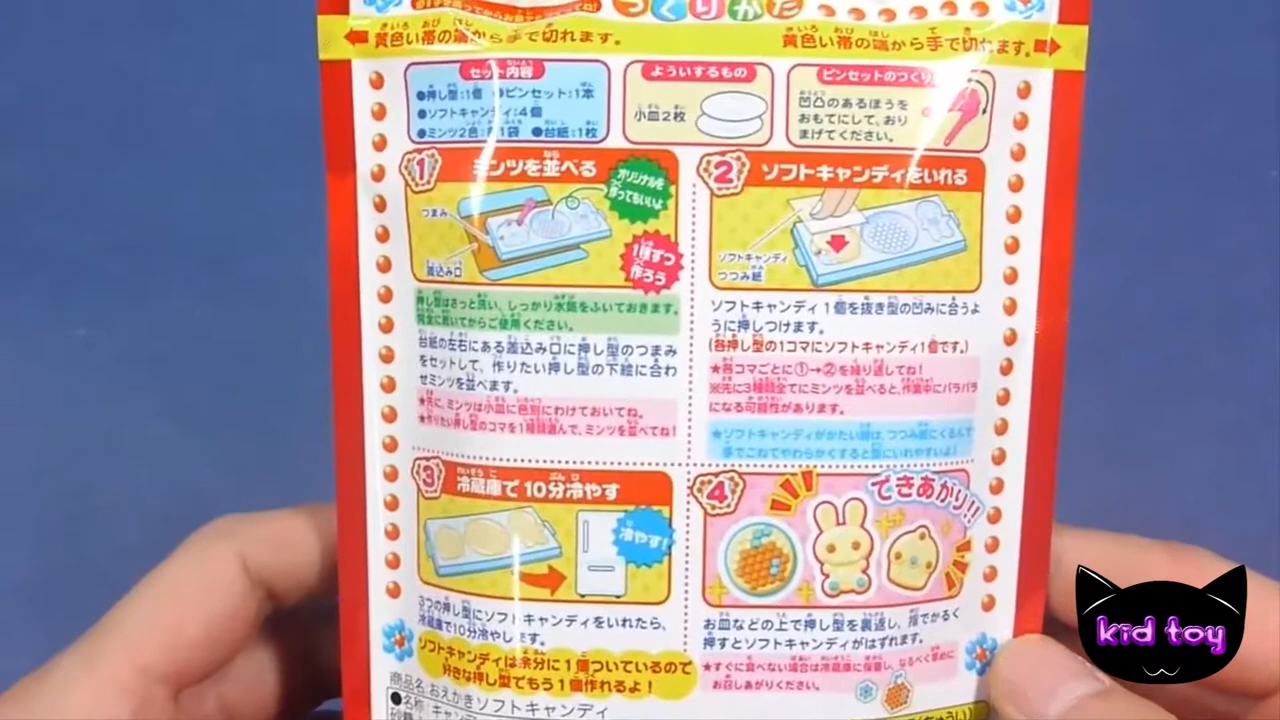 つくりかた
黄色い帯の端から手で切れます。
黄色い帯の端から手で切れます。
セット内容
●押し型:1個 ●ピンセット:1本
●ソフトキャンディ:4個
●ミンツ2色:各1袋 ●台紙:1枚
よういするもの
小皿2枚
ピンセットのつくり
凹凸のあるほうを
おもてにして、おり
まげてください。
1 ミンツを並べる
オリジナルを
作ってもいいよ
つまみ
差込み口
1種ずつ
作ろう
押し型はさっと洗い、しっかり水気をふいておきます。
完全に乾いてからご使用ください。
台紙の左右にある差込み口に押し型のつまみ
をセットして、作りたい押し型の下絵に合わ
せミンツを並べます。
★先に、ミンツは小皿に色別にわけておいてね。
★作りたい押し型のコマを1種類選んで、ミンツを並べてね!
2 ソフトキャンディをいれる
ソフトキャンディ
つつみ紙
ソフトキャンディ1個を抜き型の凹みに合うよ
うに押しつけます。
(各押し型の1コマにソフトキャンディ1個です。)
★各コマごとに①→②を繰り返してね!
※先に3種類全てにミンツを並べると、作業中にバラバラ
になる可能性があります。
★ソフトキャンディがかたい時は、つつみ紙にくるんで
手でこねてやわらかくすると型にいれやすいよ!
3 冷蔵庫で10分冷やす
冷やす!
3つの押し型にソフトキャンディをいれたら、
冷蔵庫で10分冷やします。
ソフトキャンディは余分に1個ついているので
好きな押し型でもう1個作れるよ!
4 できあがり!!
お皿などの上で押し型を裏返し、指でかるく
押すとソフトキャンディがはずれます。
★すぐに食べない場合は冷蔵庫に保管し、なるべく早めに
お召しあがりください。
商品名:おえかきソフトキャンディ
●名称:キャンディ
kid toy